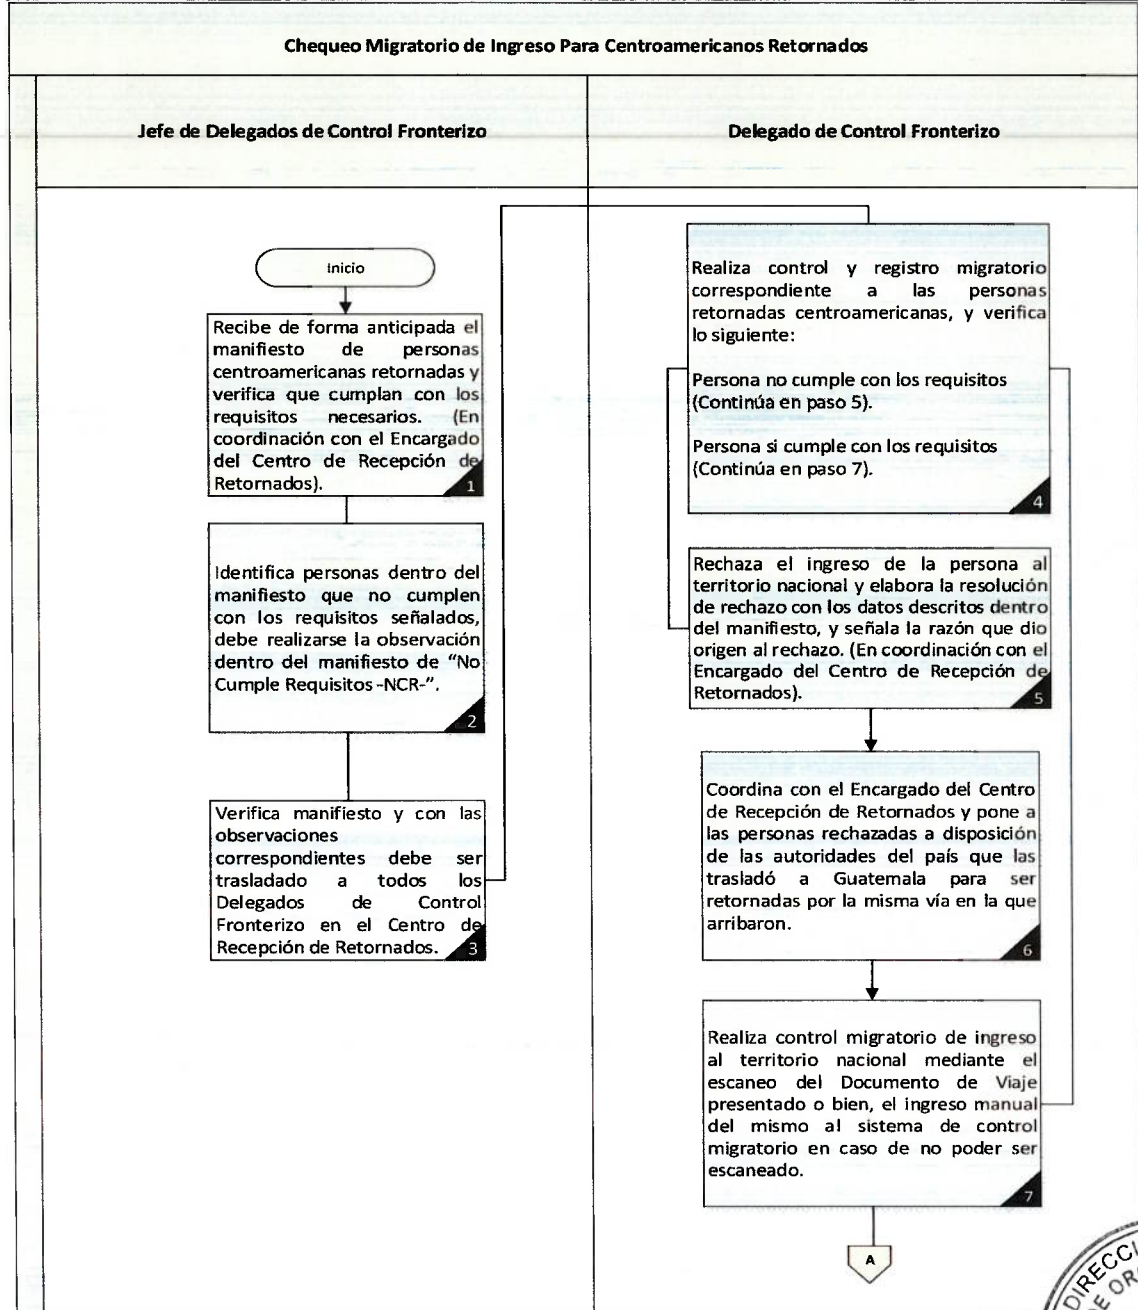 Chequeo Migratorio de Ingreso Para Centroamericanos Retornados
Jefe de Delegados de Control Fronterizo
Delegado de Control Fronterizo
Inicio
Recibe de forma anticipada el
manifiesto de personas
centroamericanas retornadas y
verifica que cumplan con los
requisitos necesarios. (En
coordinación con el Encargado
del Centro de Recepción de
Retornados).
1
Identifica personas dentro del
manifiesto que no cumplen
con los requisitos señalados,
debe realizarse la observación
dentro del manifiesto de “No
Cumple Requisitos -NCR-”.
2
Verifica manifiesto y con las
observaciones
correspondientes debe ser
trasladado a todos los
Delegados de Control
Fronterizo en el Centro de
Recepción de Retornados.
3
Realiza control y registro migratorio
correspondiente a las personas
retornadas centroamericanas, y verifica
lo siguiente:
Persona no cumple con los requisitos
(Continúa en paso 5).
Persona si cumple con los requisitos
(Continúa en paso 7).
4
Rechaza el ingreso de la persona al
territorio nacional y elabora la resolución
de rechazo con los datos descritos dentro
del manifiesto, y señala la razón que dio
origen al rechazo. (En coordinación con el
Encargado del Centro de Recepción de
Retornados).
5
Coordina con el Encargado del Centro
de Recepción de Retornados y pone a
las personas rechazadas a disposición
de las autoridades del país que las
trasladó a Guatemala para ser
retornadas por la misma vía en la que
arribaron.
6
Realiza control migratorio de ingreso
al territorio nacional mediante el
escaneo del Documento de Viaje
presentado o bien, el ingreso manual
del mismo al sistema de control
migratorio en caso de no poder ser
escaneado.
7
A